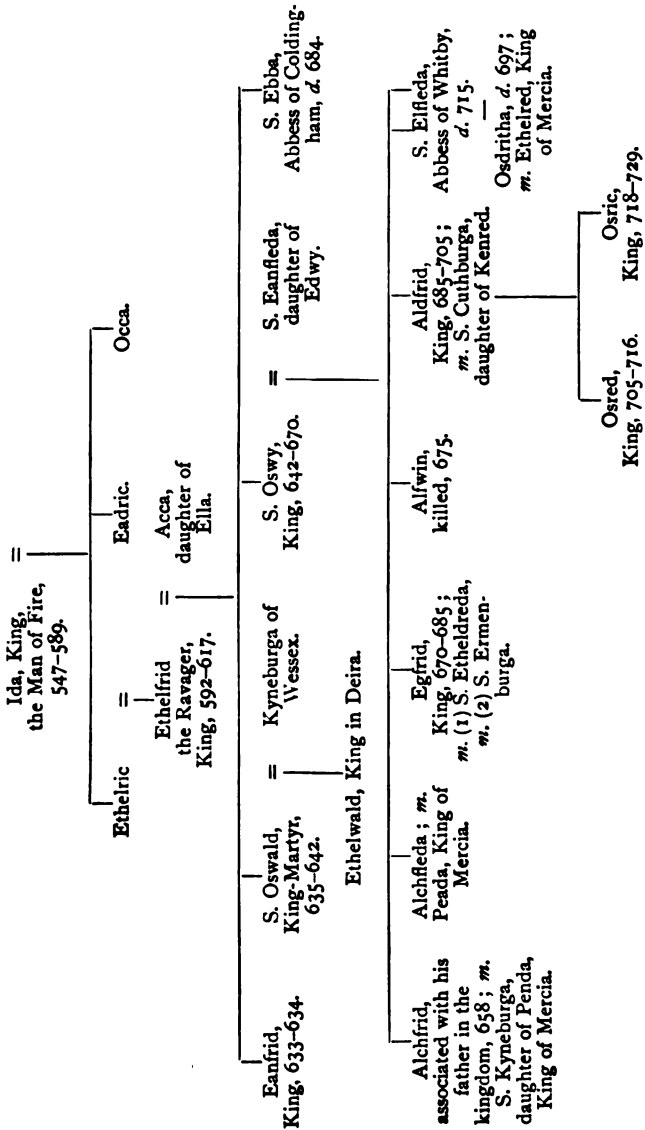 Ida, King,
the Man of Fire,
547–589.
=
Ethelric
=
Eadric.
Occa.
Ethelfrid
the Ravager,
King, 592–617.
=
Acca,
daughter of
Ella.
Eanfrid,
King, 633–634.
S. Oswald,
King-Martyr,
635–642.
=
Kyneburga of
Wessex.
S. Oswy,
King, 642–670.
=
S. Eanfleda,
daughter of
Edwy.
S. Ebba,
Abbess of Colding-
ham, d. 684.
Ethelwald, King in Deira.
Alchfrid,
associated with his
father in the
kingdom, 658; m.
S. Kyneburga,
daughter of Penda,
King of Mercia.
Alchfleda; m.
Peada, King of
Mercia.
Egfrid,
King, 670–685;
m. (1) S. Etheldreda,
m. (2) S. Ermen-
burga.
Alfwin,
killed, 675.
Aldfrid,
King, 685–705;
m. S. Cuthburga,
daughter of Kenred.
S. Elfleda,
Abbess of Whitby,
d. 715.
—
Osdritha, d. 697;
m. Ethelred, King
of Mercia.
Osred,
King, 705–716.
Osric,
King, 718–729.